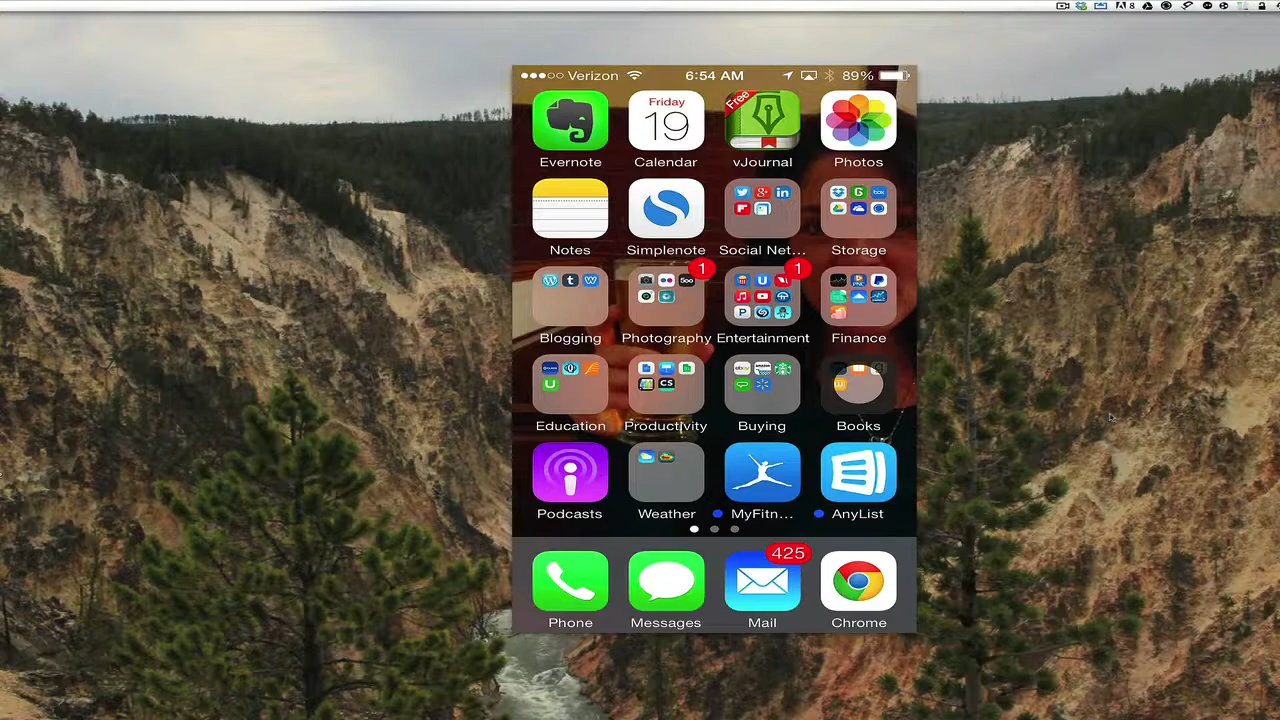 8
Verizon 6:54 AM 89%
Friday
19
Free
Evernote Calendar vJournal Photos
Notes Simplenote Social Net... Storage
1 1
Blogging Photography Entertainment Finance
Education Productivity Buying Books
Podcasts Weather MyFitn... AnyList
425
Phone Messages Mail Chrome